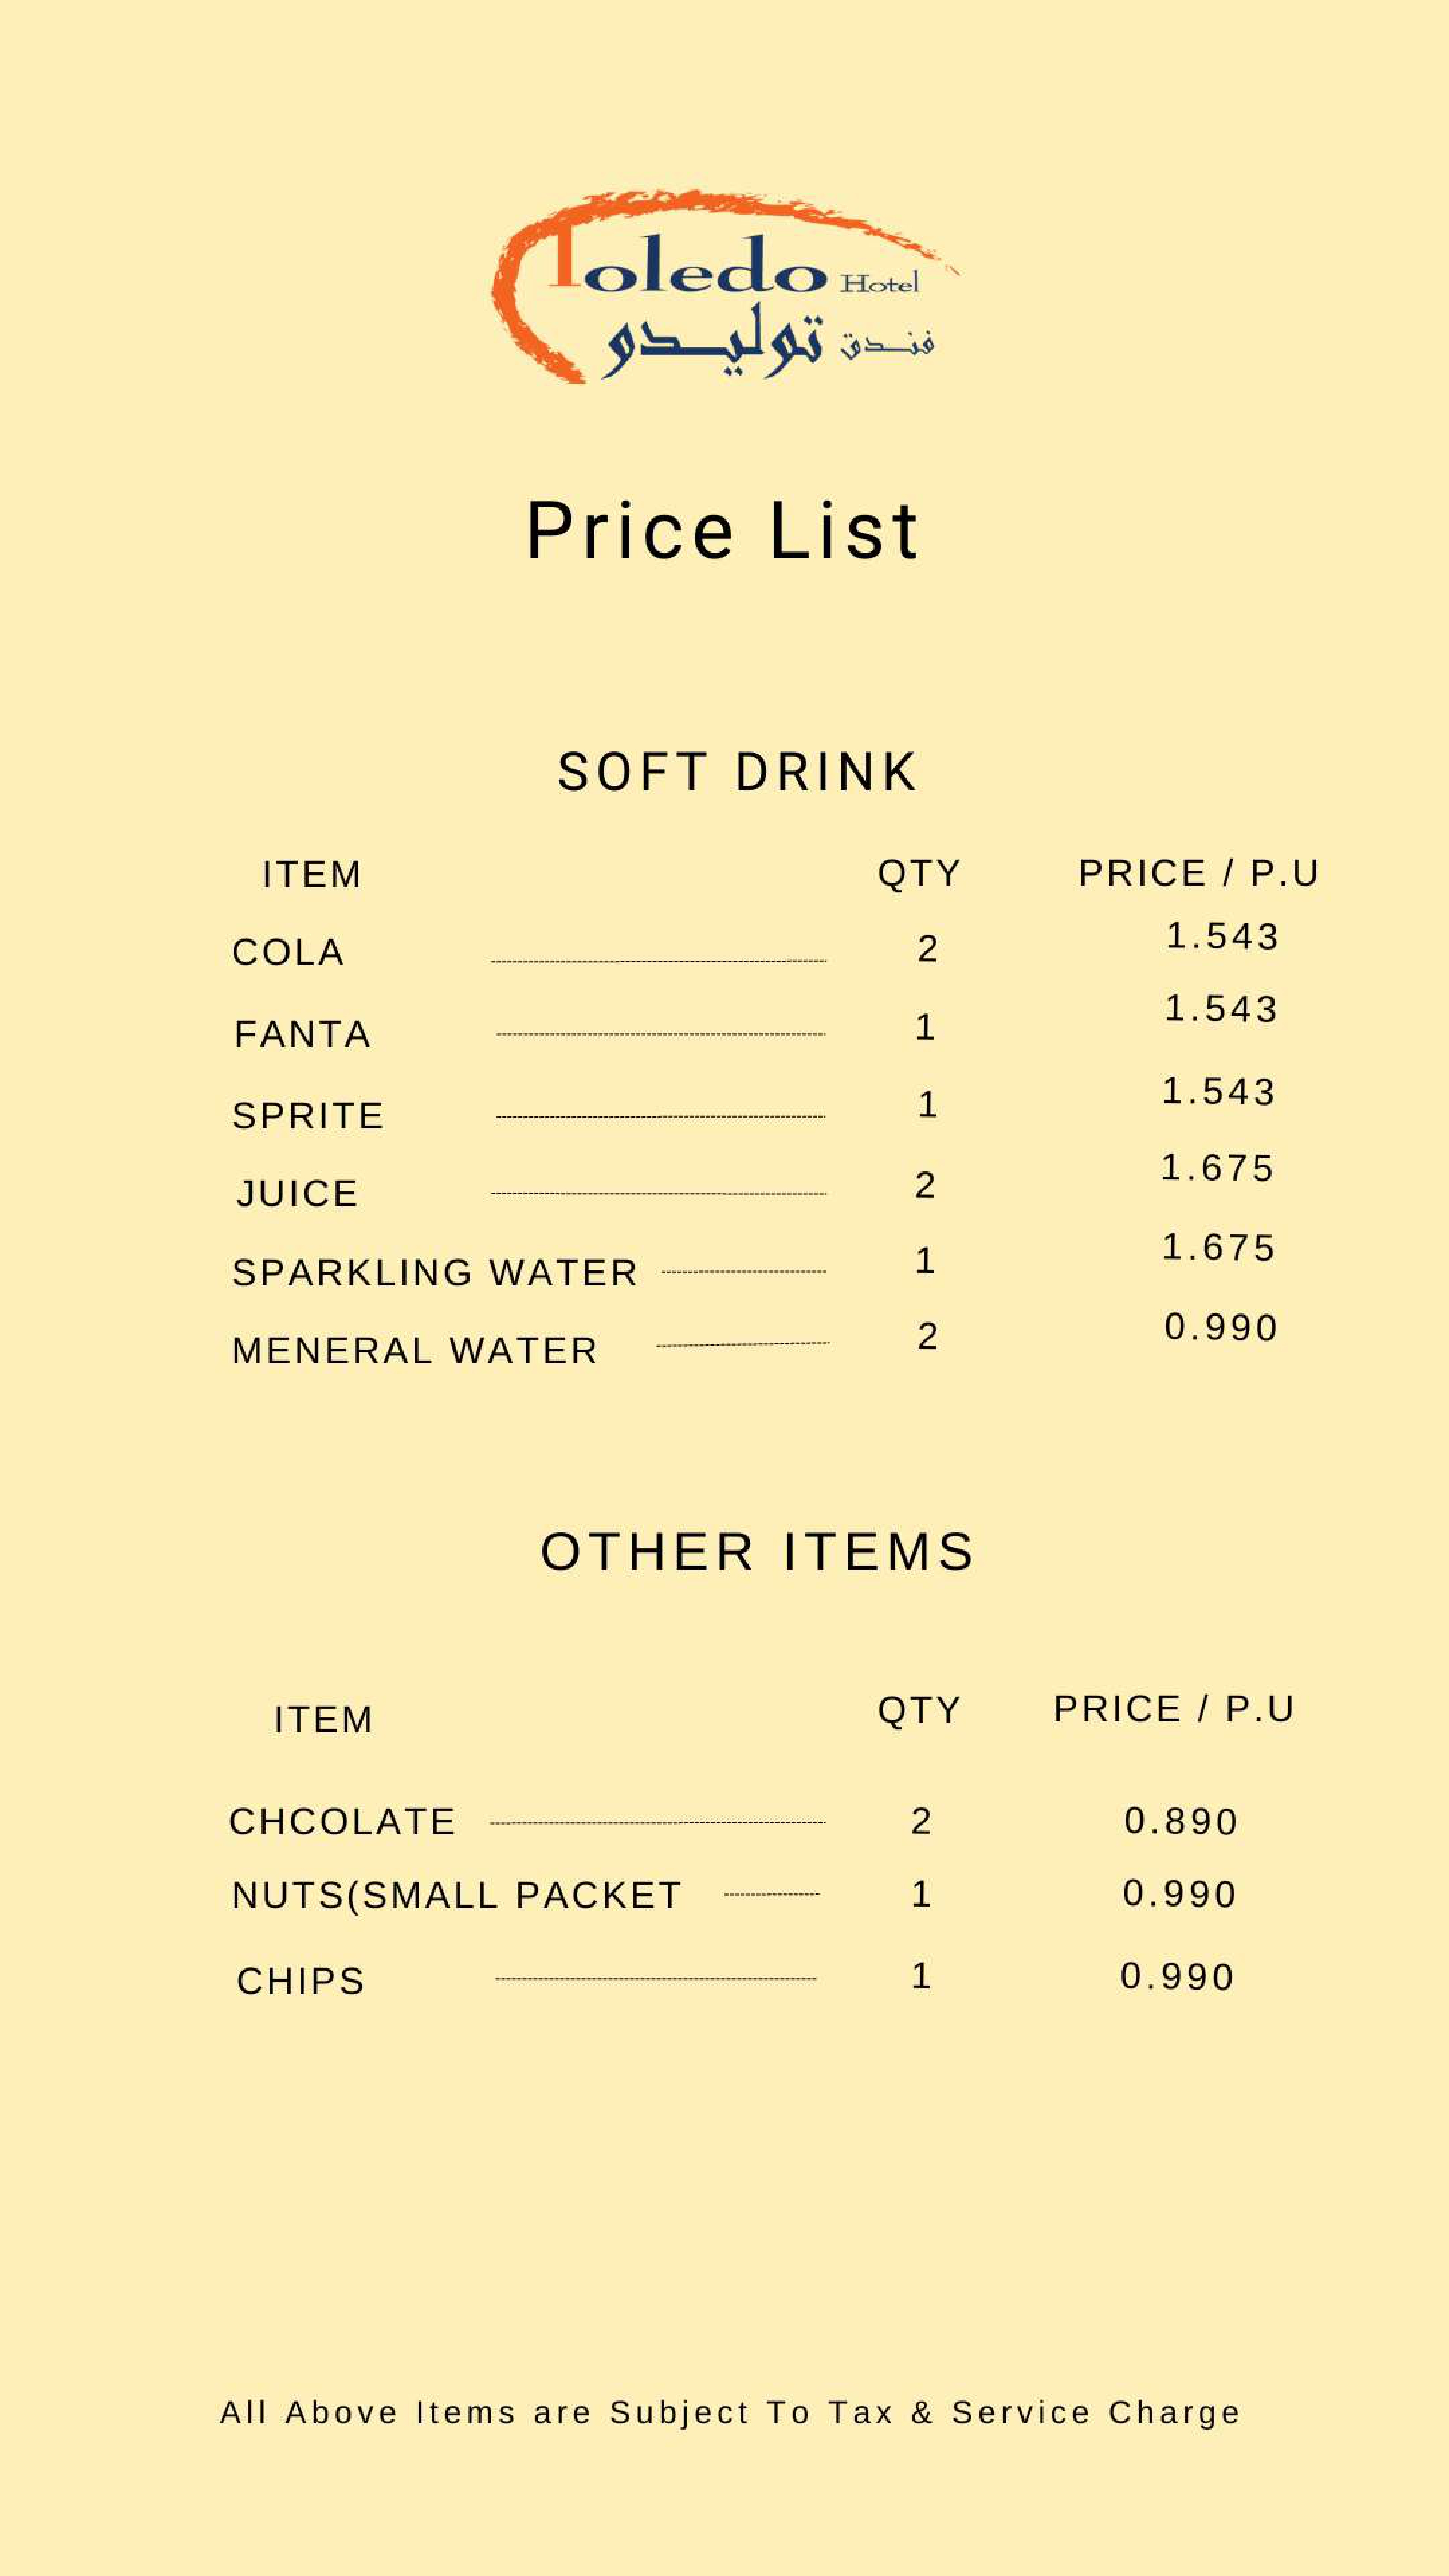 Toledo Hotel
فندق توليدو
Price List
SOFT DRINK
ITEM QTY PRICE / P.U
COLA 2 1.543
FANTA 1 1.543
SPRITE 1 1.543
JUICE 2 1.675
SPARKLING WATER 1 1.675
MENERAL WATER 2 0.990
OTHER ITEMS
ITEM QTY PRICE / P.U
CHCOLATE 2 0.890
NUTS(SMALL PACKET 1 0.990
CHIPS 1 0.990
All Above Items are Subject To Tax & Service Charge